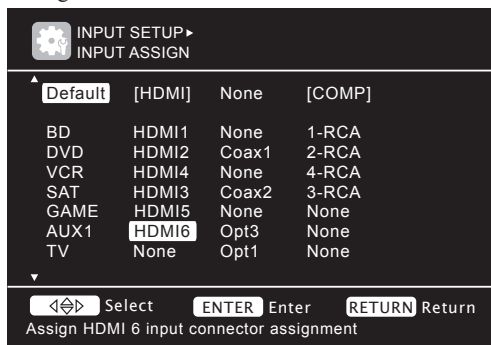 INPUT SETUP▸
INPUT ASSIGN
Default [HDMI] None [COMP]
BD HDMI1 None 1-RCA
DVD HDMI2 Coax1 2-RCA
VCR HDMI4 None 4-RCA
SAT HDMI3 Coax2 3-RCA
GAME HDMI5 None None
AUX1 HDMI6 Opt3 None
TV None Opt1 None
Select ENTER Enter RETURN Return
Assign HDMI 6 input connector assignment